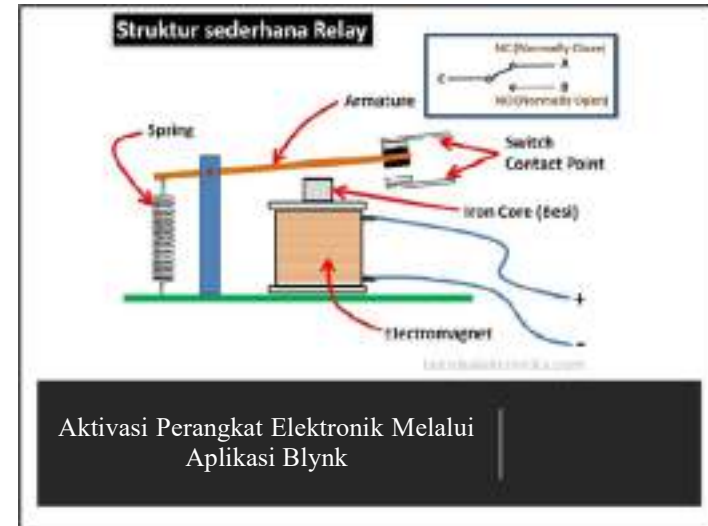 Struktur sederhana Relay
NC(Normally Close)
C
A
B
NO(Normally Open)
Armature
Spring
Switch
Contact Point
Iron Core (Besi)
+
-
Electromagnet
Aktivasi Perangkat Elektronik Melalui
Aplikasi Blynk